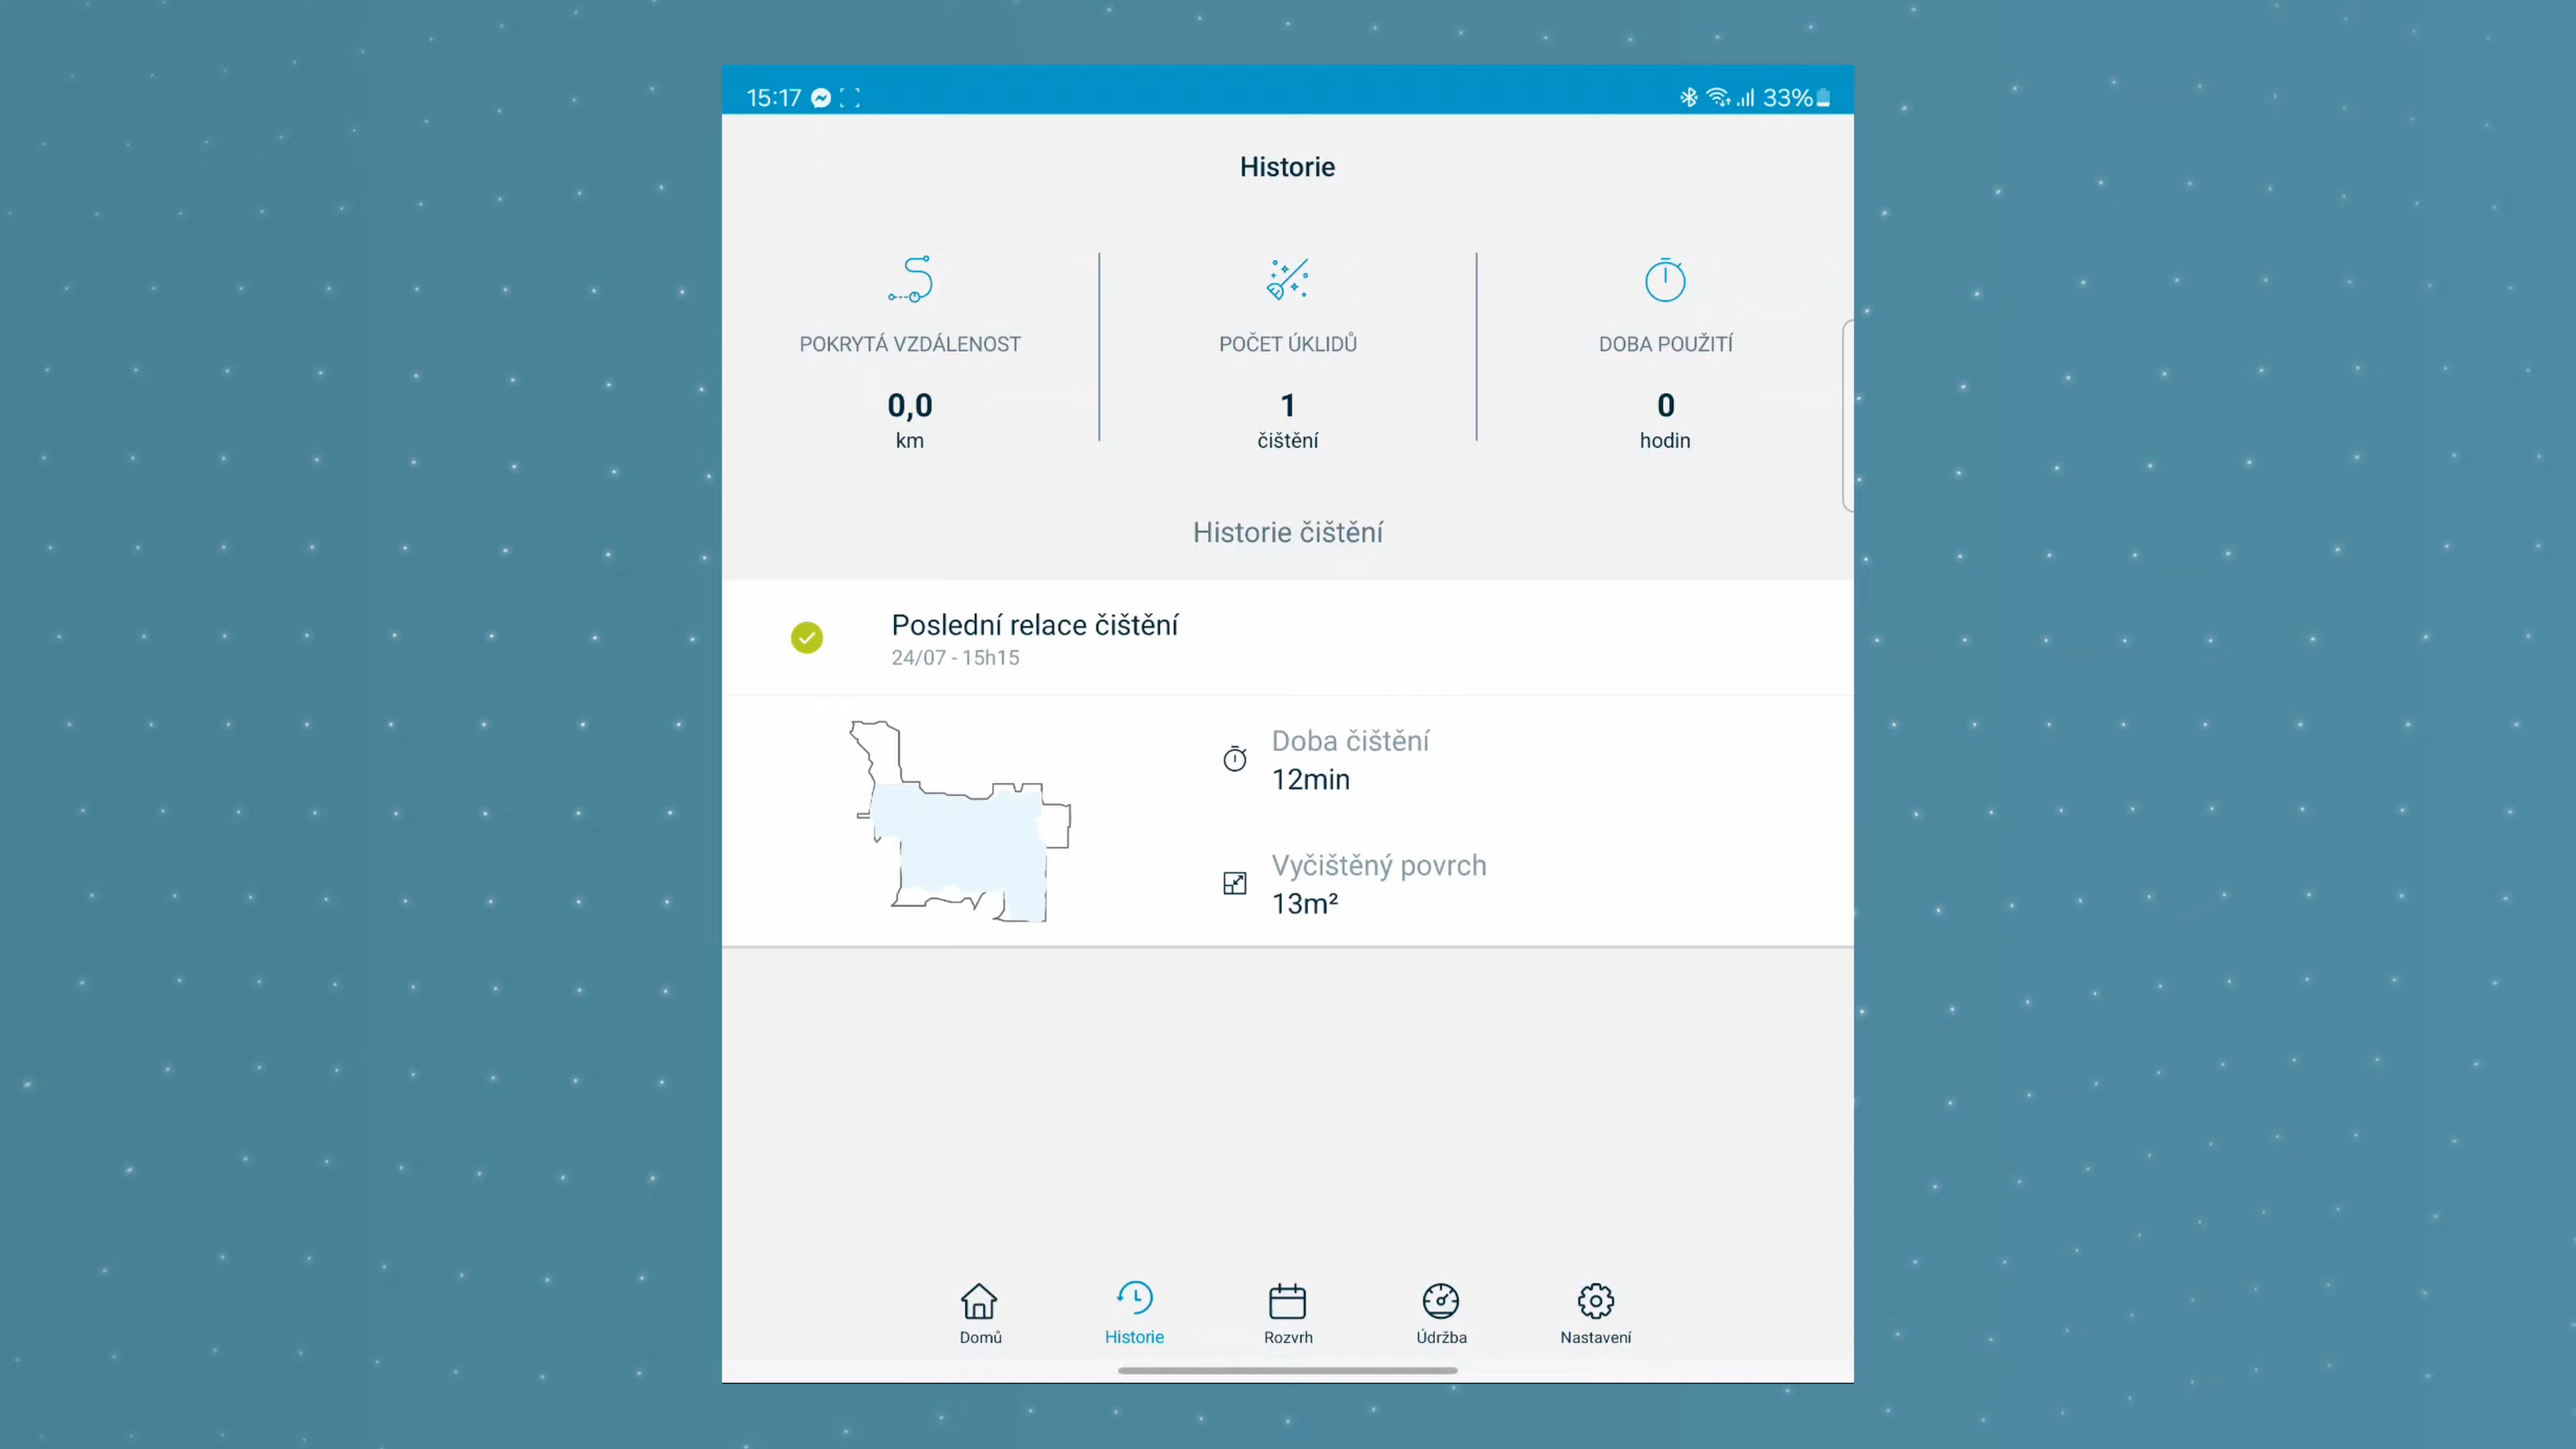 15:17 33%
Historie
POKRYTÁ VZDÁLENOST
0,0
km
POČET ÚKLIDŮ
1
čištění
DOBA POUŽITÍ
0
hodin
Historie čištění
Poslední relace čištění
24/07 - 15h15
Doba čištění
12min
Vyčištěný povrch
13m²
Domů Historie Rozvrh Údržba Nastavení